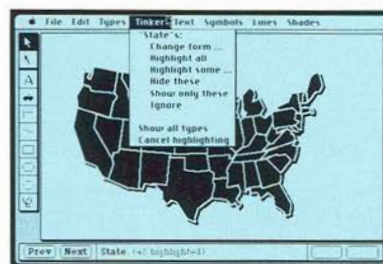 File Edit Types Tinker Text Symbols Lines Shades
"State"s:
Change form ...
Highlight all
Highlight some ...
Hide these
Show only these
Ignore
Show all types
Cancel highlighting
A
Prev Next State.